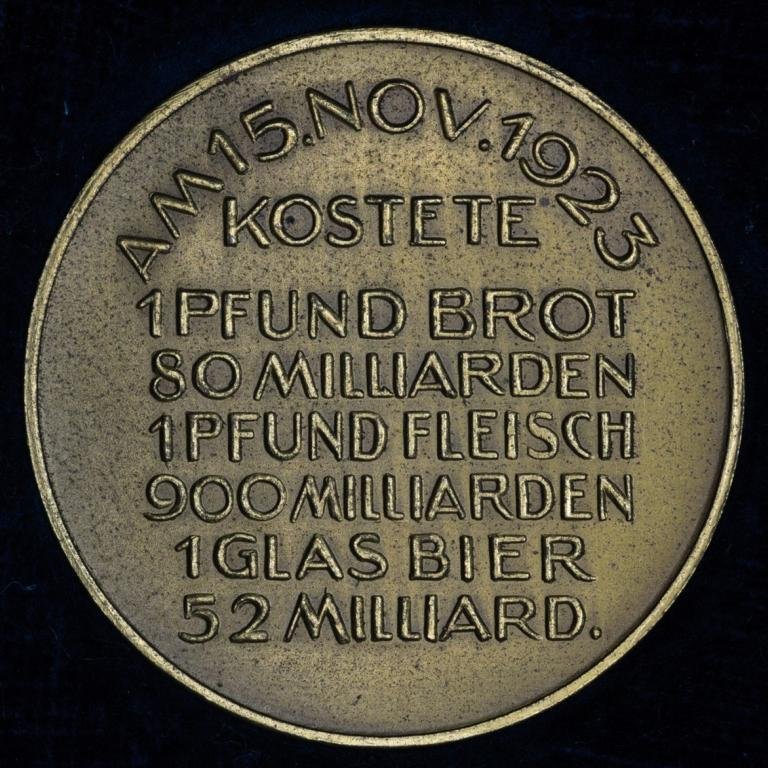 AM 15. NOV. 1923
KOSTETE
1 PFUND BROT
80 MILLIARDEN
1 PFUND FLEISCH
900 MILLIARDEN
1 GLAS BIER
52 MILLIARD.